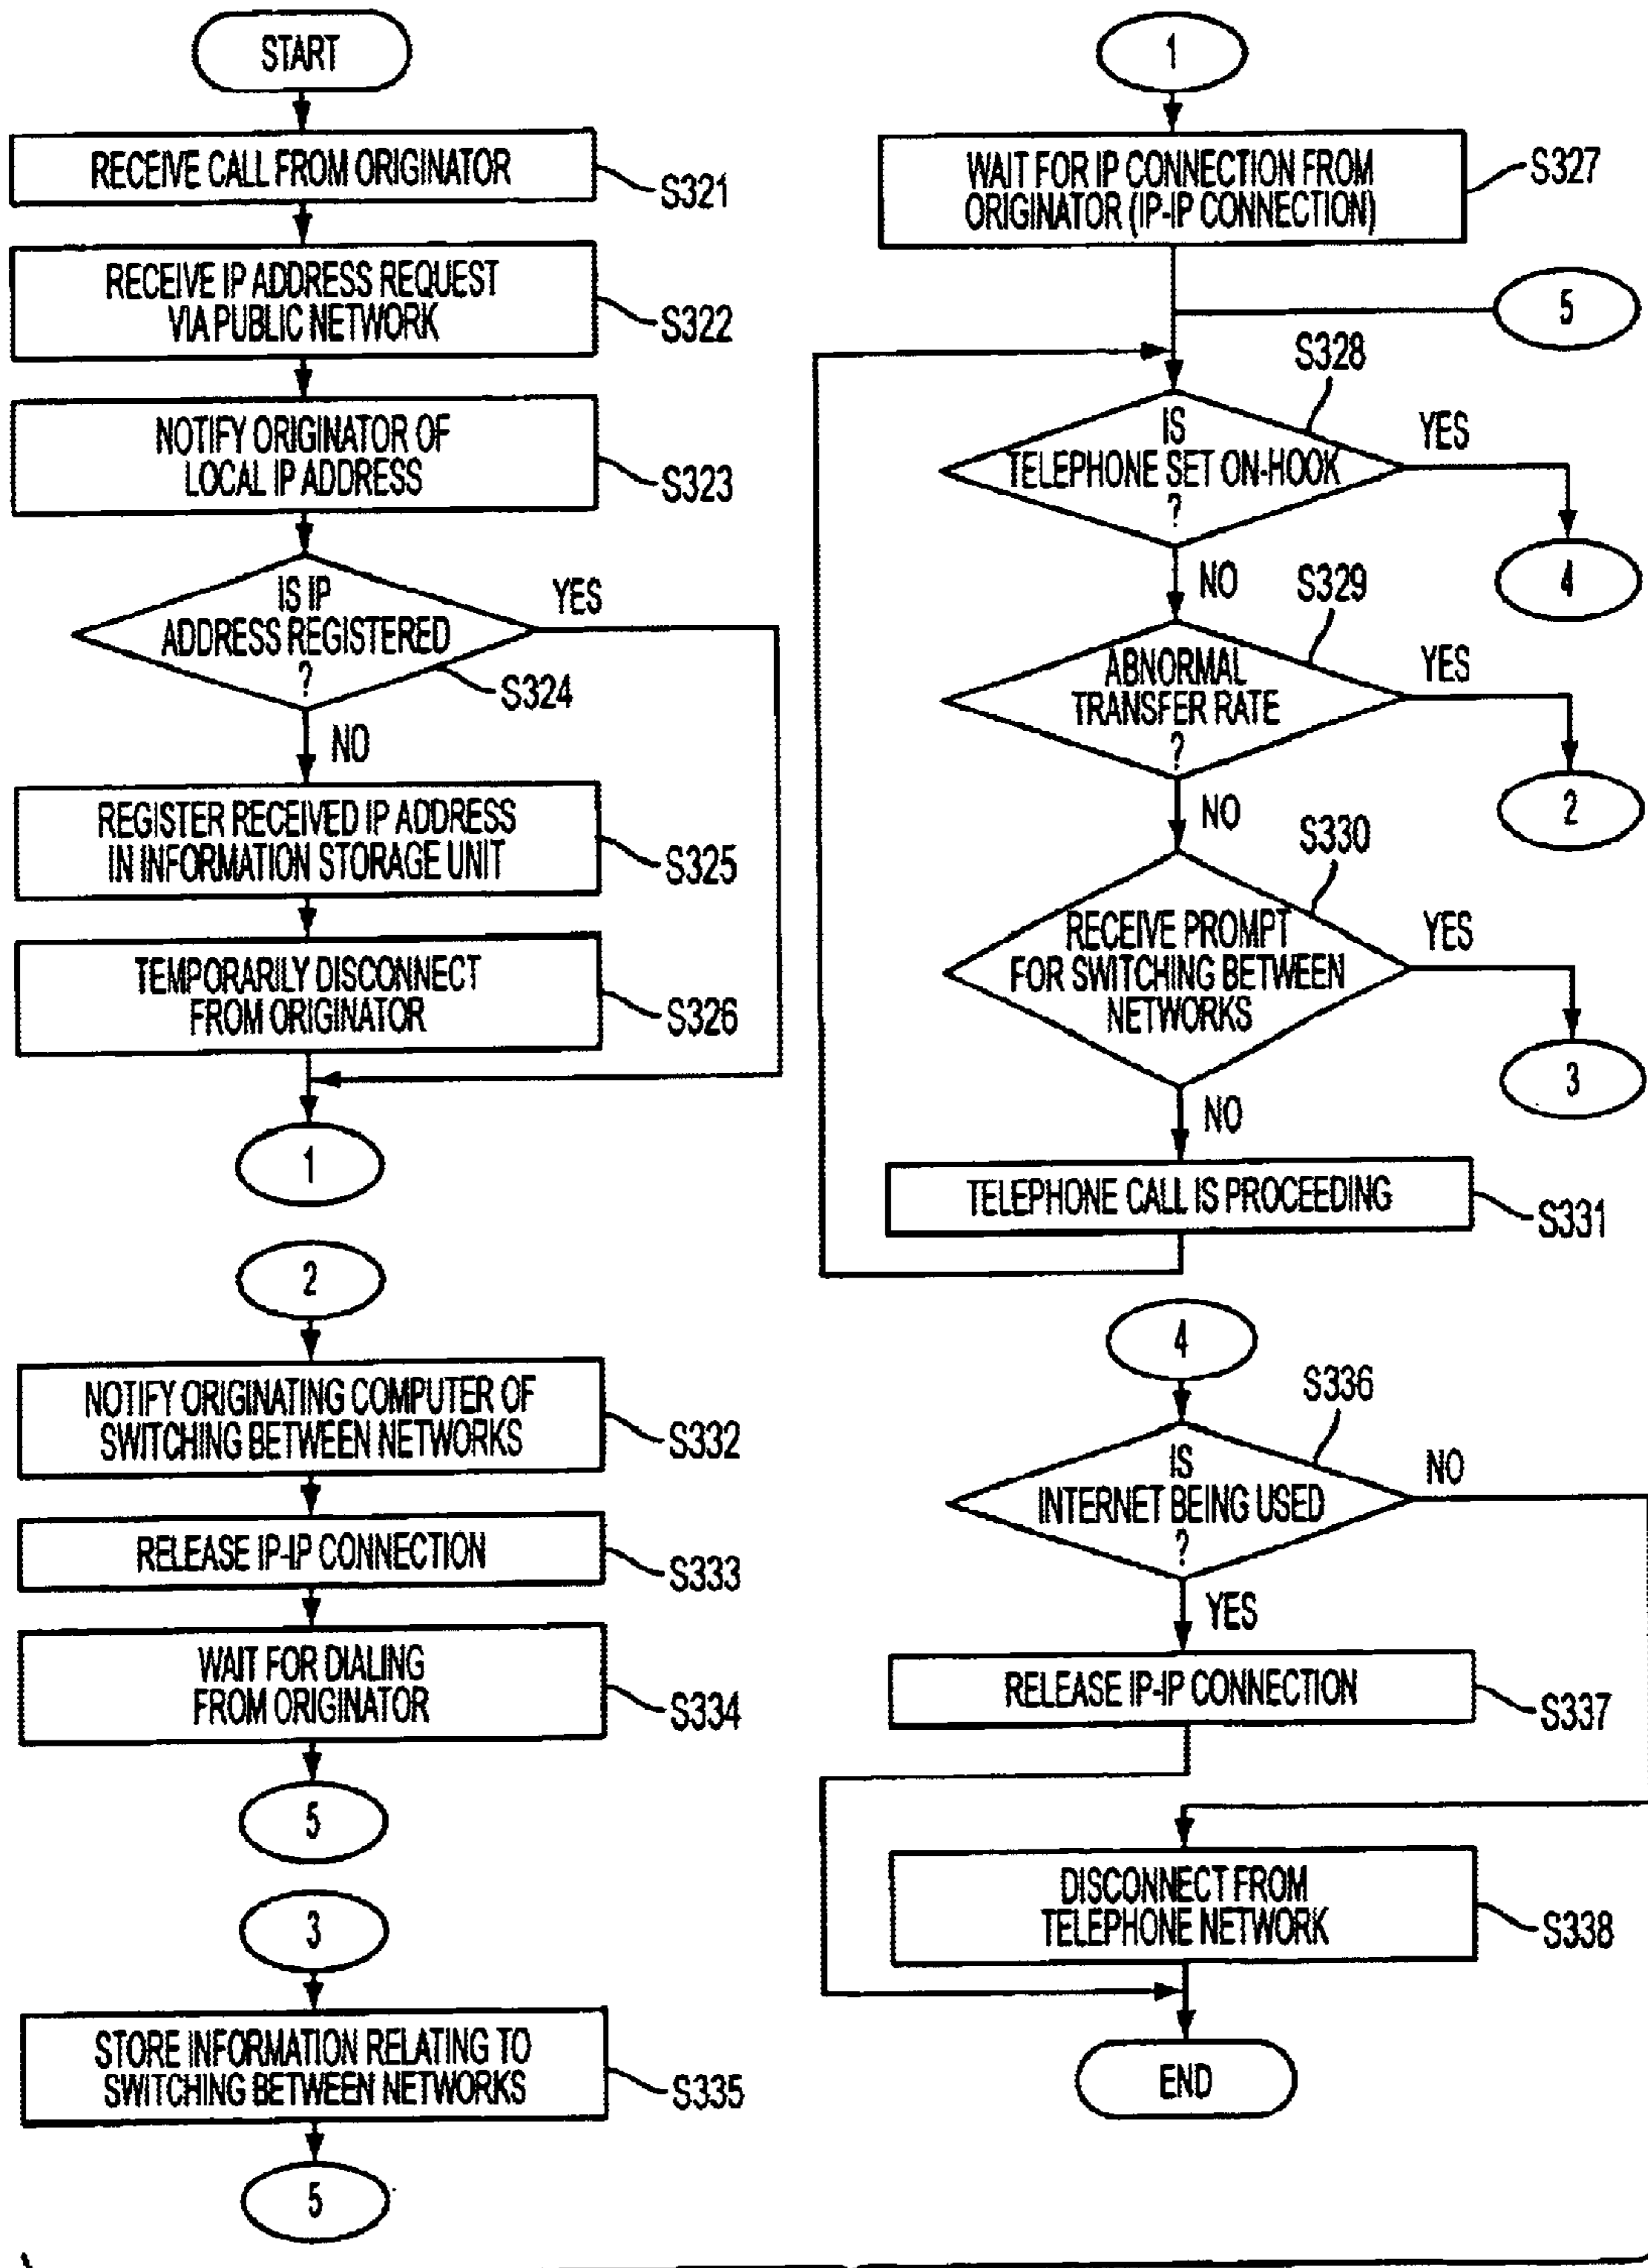 START
RECEIVE CALL FROM ORIGINATOR
S321
RECEIVE IP ADDRESS REQUEST
VIA PUBLIC NETWORK
S322
NOTIFY ORIGINATOR OF
LOCAL IP ADDRESS
S323
IS IP
ADDRESS REGISTERED
?
YES
S324
NO
REGISTER RECEIVED IP ADDRESS
IN INFORMATION STORAGE UNIT
S325
TEMPORARILY DISCONNECT
FROM ORIGINATOR
S326
1
2
NOTIFY ORIGINATING COMPUTER OF
SWITCHING BETWEEN NETWORKS
S332
RELEASE IP-IP CONNECTION
S333
WAIT FOR DIALING
FROM ORIGINATOR
S334
5
3
STORE INFORMATION RELATING TO
SWITCHING BETWEEN NETWORKS
S335
5
1
WAIT FOR IP CONNECTION FROM
ORIGINATOR (IP-IP CONNECTION)
S327
5
S328
IS
TELEPHONE SET ON-HOOK
?
YES
4
NO
S329
ABNORMAL
TRANSFER RATE
?
YES
2
NO
S330
RECEIVE PROMPT
FOR SWITCHING BETWEEN
NETWORKS
YES
3
NO
TELEPHONE CALL IS PROCEEDING
S331
4
S336
IS
INTERNET BEING USED
?
NO
YES
RELEASE IP-IP CONNECTION
S337
DISCONNECT FROM
TELEPHONE NETWORK
S338
END